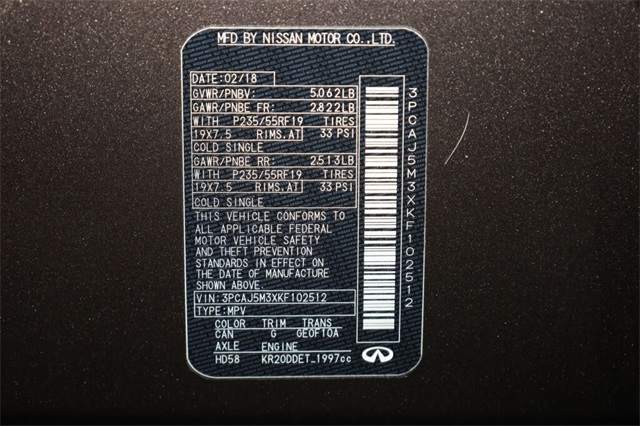 MFD BY NISSAN MOTOR CO.,LTD.
DATE:02/18
GVWR/PNBV: 5,062LB
GAWR/PNBE FR: 2,822LB
WITH P235/55RF19 TIRES
19X7.5 RIMS,AT 33 PSI
COLD SINGLE
GAWR/PNBE RR: 2,513LB
WITH P235/55RF19 TIRES
19X7.5 RIMS,AT 33 PSI
COLD SINGLE
THIS VEHICLE CONFORMS TO
ALL APPLICABLE FEDERAL
MOTOR VEHICLE SAFETY
AND THEFT PREVENTION
STANDARDS IN EFFECT ON
THE DATE OF MANUFACTURE
SHOWN ABOVE.
VIN: 3PCAJ5M3XKF102512
TYPE: MPV
COLOR TRIM TRANS
CAN G GE0F10A
AXLE ENGINE
HD58 KR20DDET_1997cc
3PCAJ5M3XKF102512